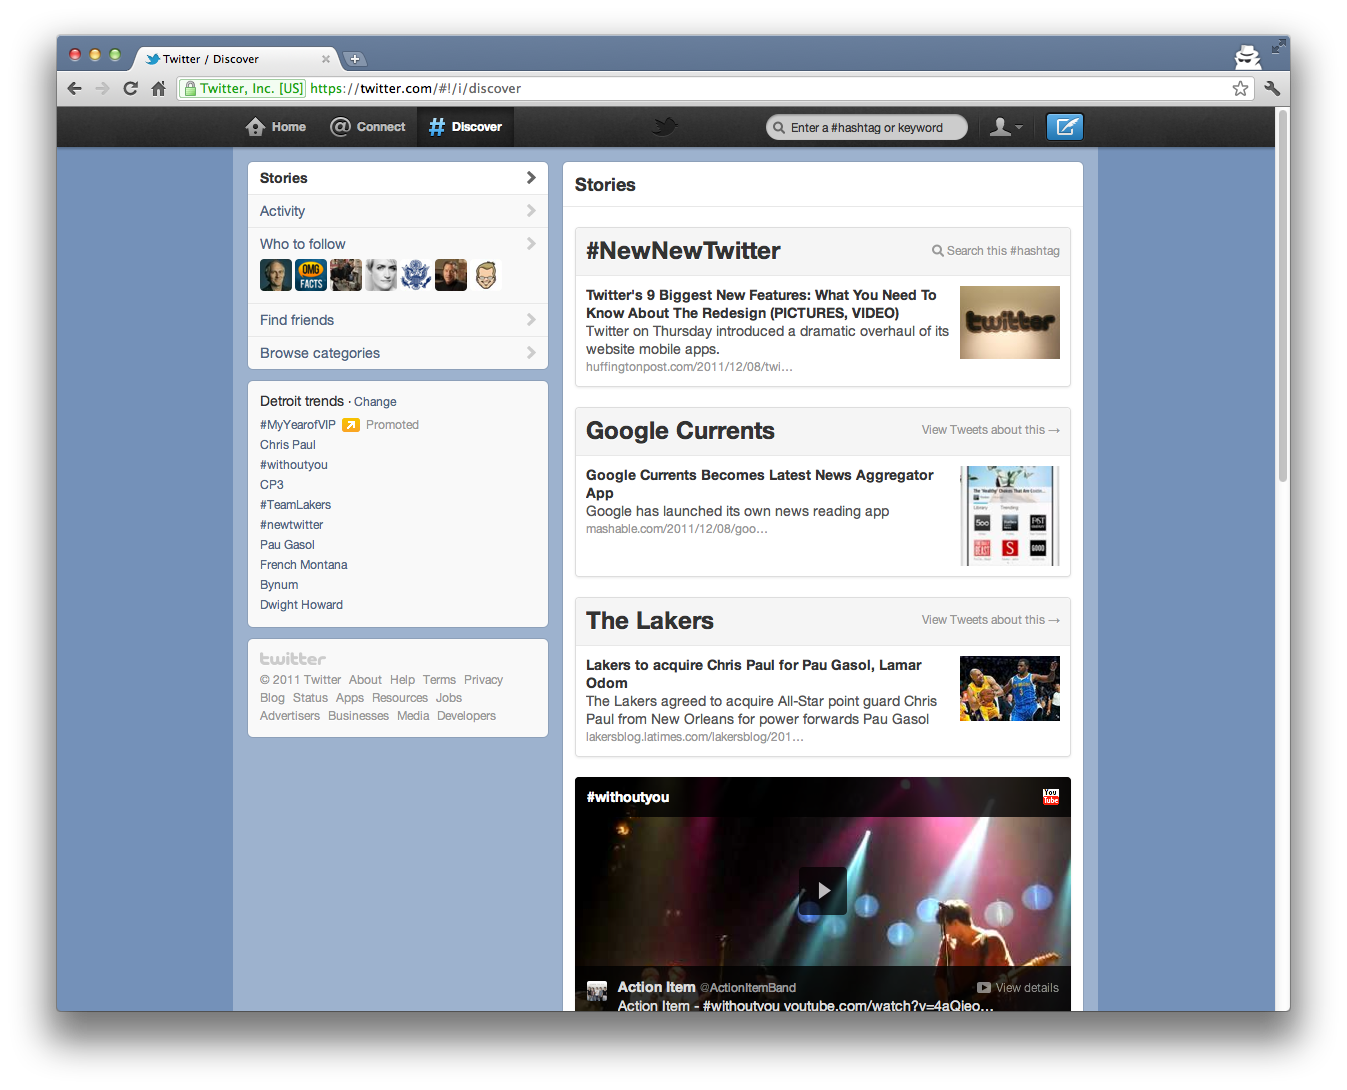 Twitter / Discover
Twitter, Inc. [US] https://twitter.com/#!/i/discover
Home Connect # Discover Enter a #hashtag or keyword
Stories
Activity
Who to follow
OMG
FACTS
Find friends
Browse categories
Detroit trends · Change
#MyYearofVIP Promoted
Chris Paul
#withoutyou
CP3
#TeamLakers
#newtwitter
Pau Gasol
French Montana
Bynum
Dwight Howard
twitter
© 2011 Twitter About Help Terms Privacy
Blog Status Apps Resources Jobs
Advertisers Businesses Media Developers
Stories
#NewNewTwitter Search this #hashtag
Twitter's 9 Biggest New Features: What You Need To
Know About The Redesign (PICTURES, VIDEO)
Twitter on Thursday introduced a dramatic overhaul of its
website mobile apps.
huffingtonpost.com/2011/12/08/twi…
twitter
Google Currents View Tweets about this →
Google Currents Becomes Latest News Aggregator
App
Google has launched its own news reading app
mashable.com/2011/12/08/goo…
Library Trending
The Lakers View Tweets about this →
Lakers to acquire Chris Paul for Pau Gasol, Lamar
Odom
The Lakers agreed to acquire All-Star point guard Chris
Paul from New Orleans for power forwards Pau Gasol
lakersblog.latimes.com/lakersblog/201…
#withoutyou You
Tube
Action Item @ActionItemBand View details
Action Item - #withoutyou youtube.com/watch?v=4aQieo…